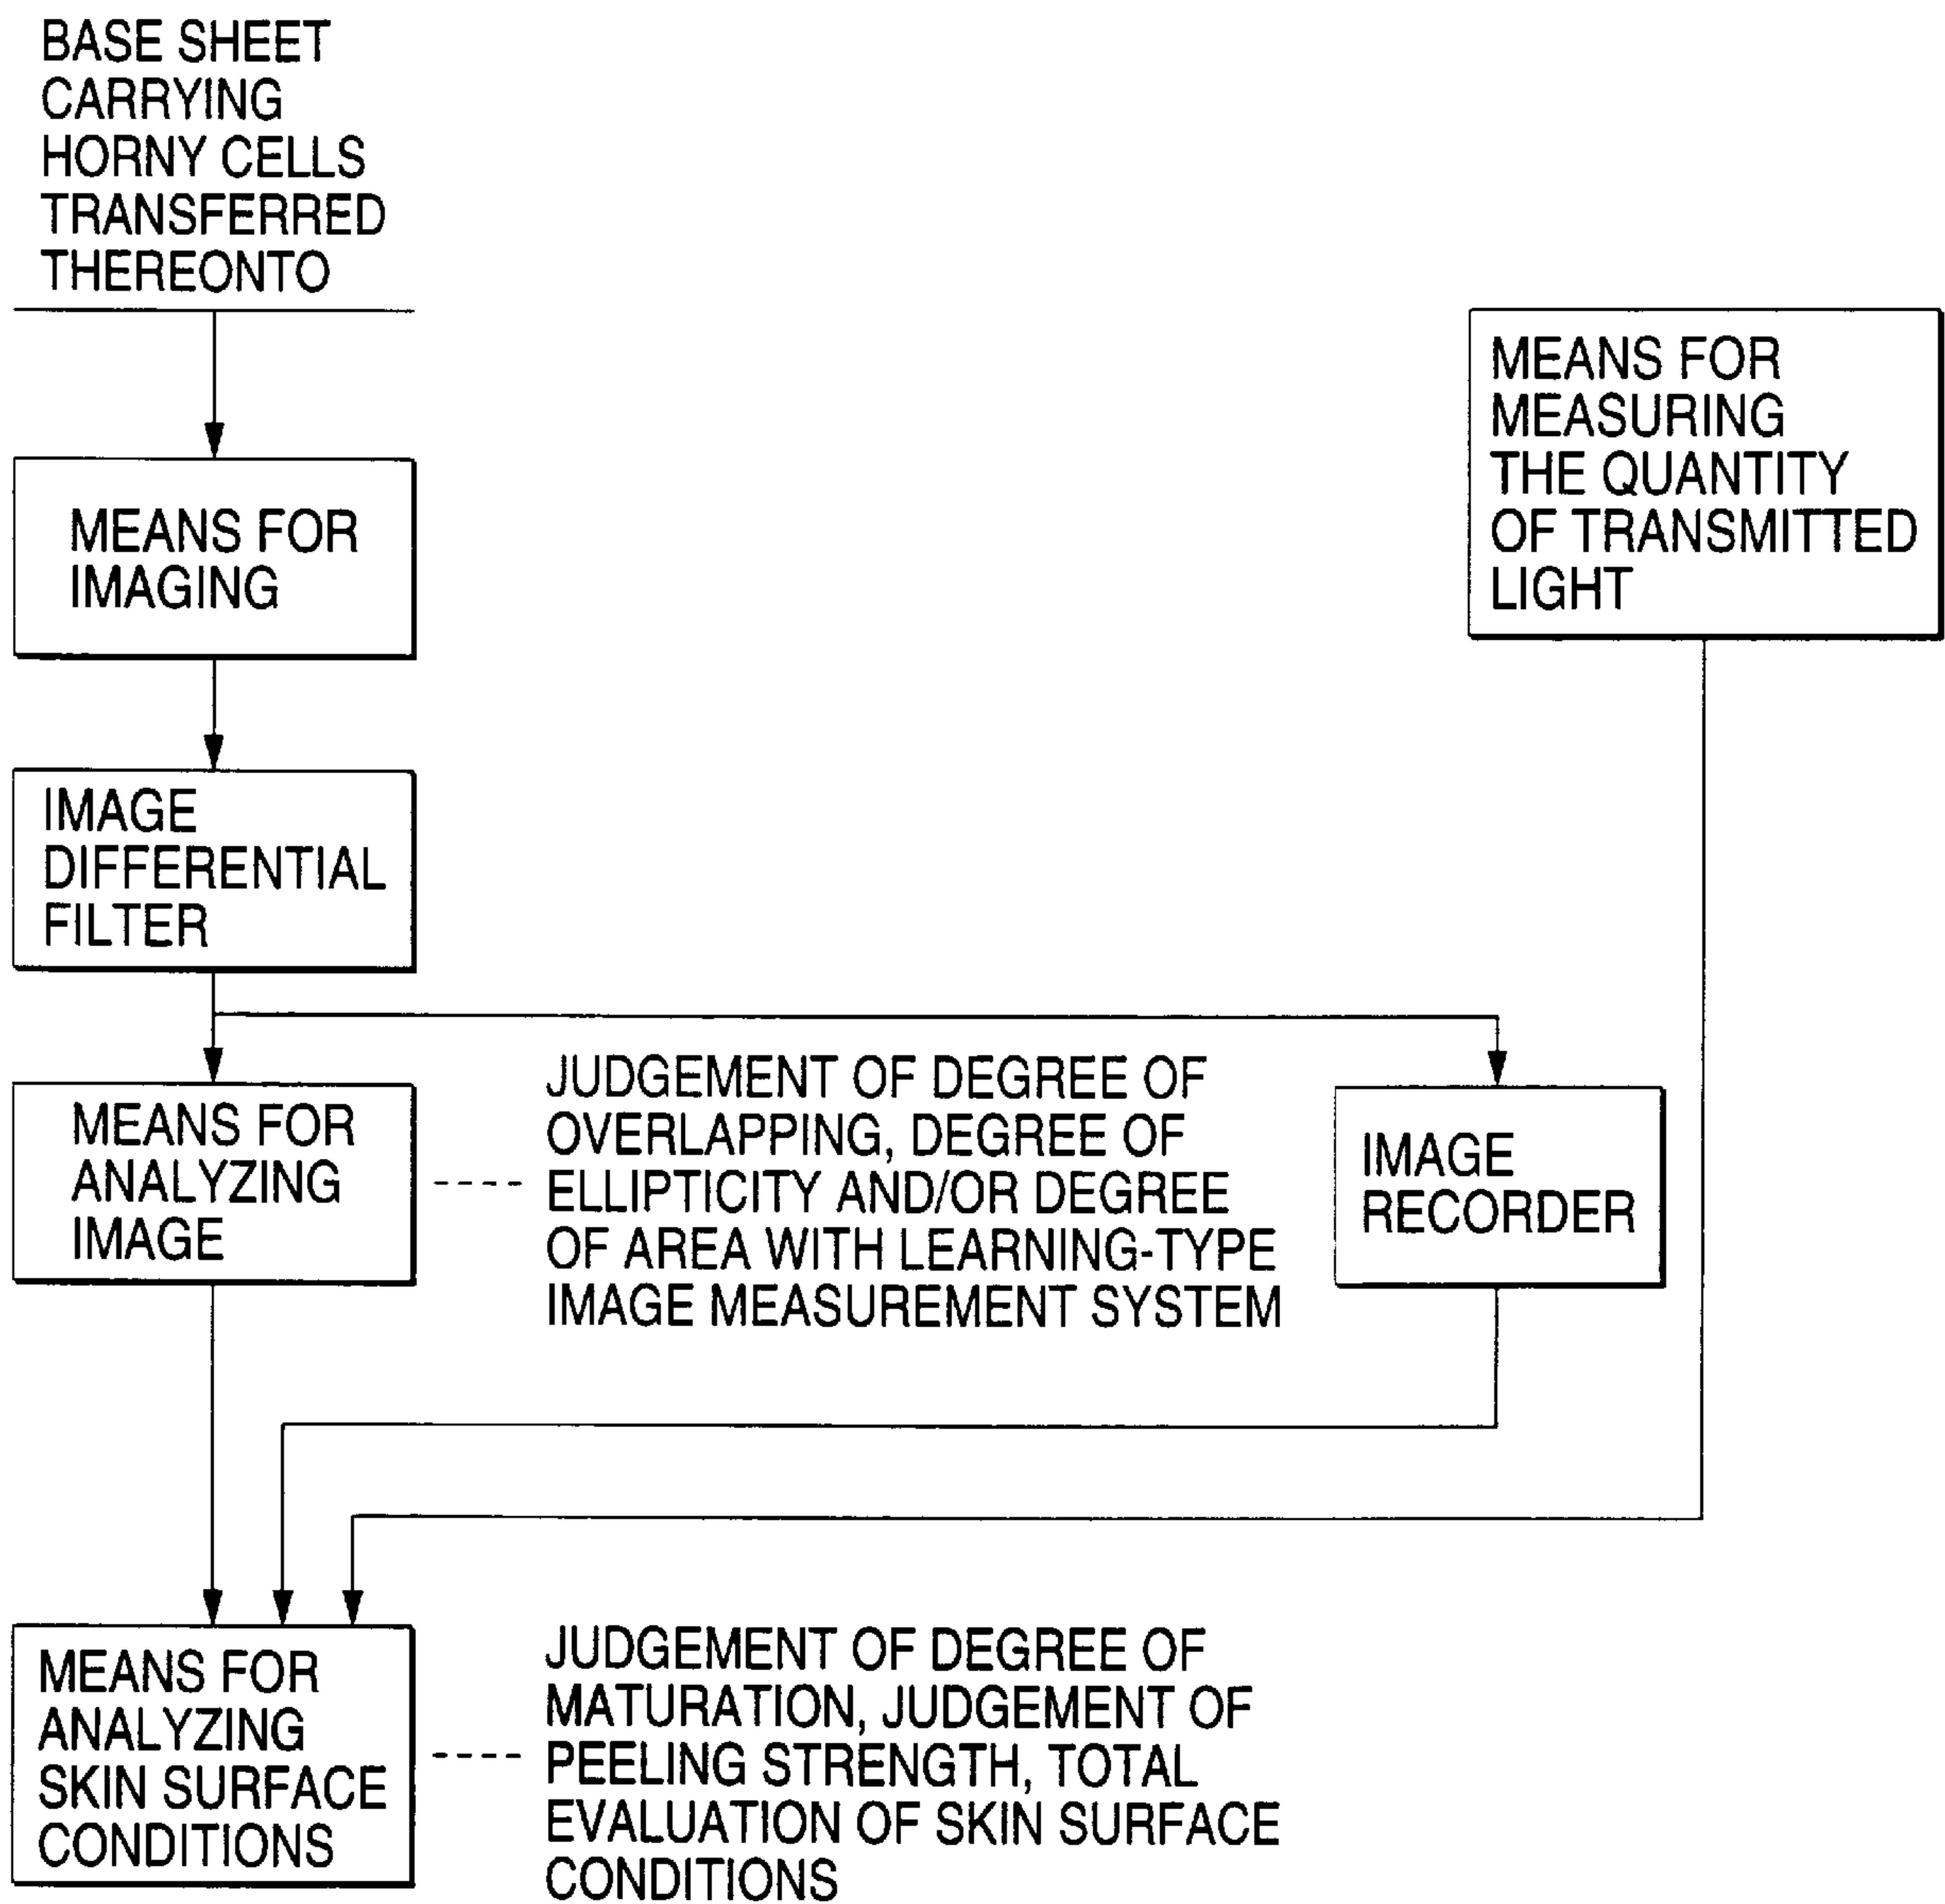 BASE SHEET
CARRYING
HORNY CELLS
TRANSFERRED
THEREONTO
MEANS FOR
MEASURING
THE QUANTITY
OF TRANSMITTED
LIGHT
MEANS FOR
IMAGING
IMAGE
DIFFERENTIAL
FILTER
MEANS FOR
ANALYZING
IMAGE
JUDGEMENT OF DEGREE OF
OVERLAPPING, DEGREE OF
ELLIPTICITY AND/OR DEGREE
OF AREA WITH LEARNING-TYPE
IMAGE MEASUREMENT SYSTEM
IMAGE
RECORDER
MEANS FOR
ANALYZING
SKIN SURFACE
CONDITIONS
JUDGEMENT OF DEGREE OF
MATURATION, JUDGEMENT OF
PEELING STRENGTH, TOTAL
EVALUATION OF SKIN SURFACE
CONDITIONS